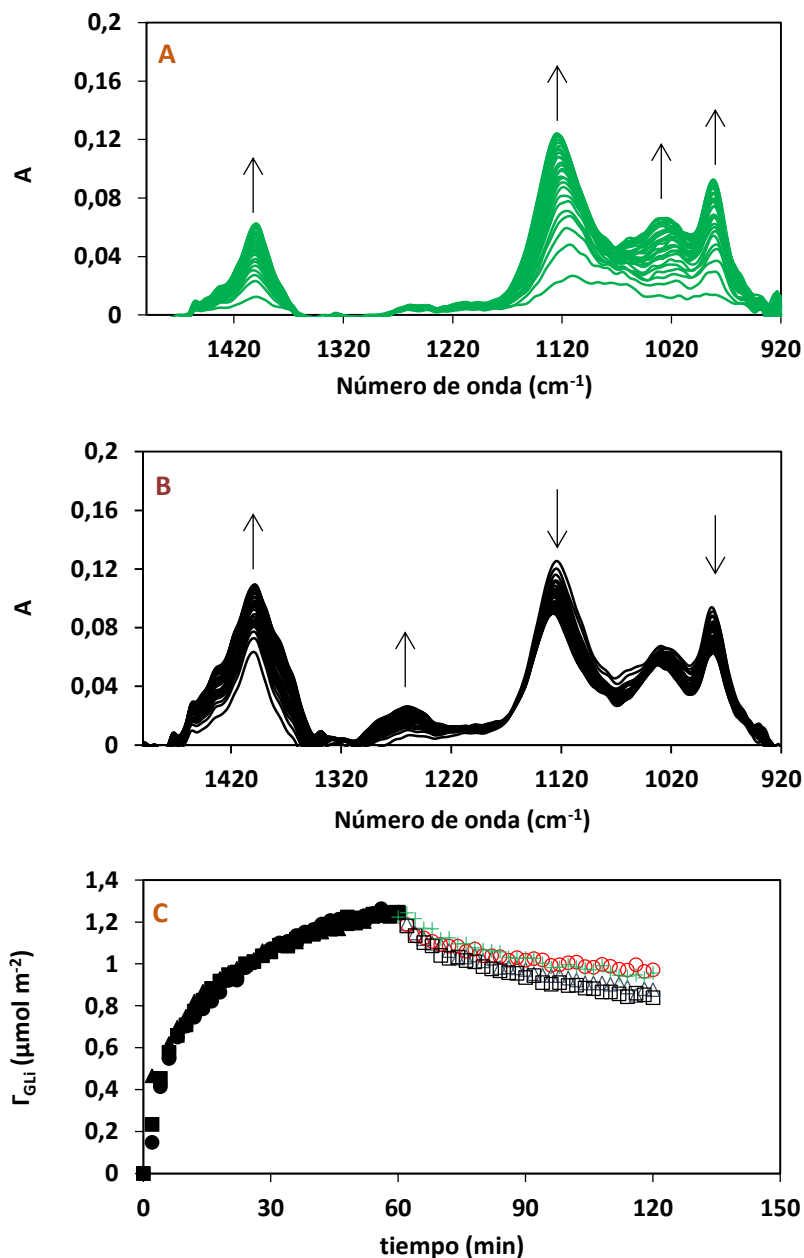 0,2
A
0,16
0,12
A
0,08
0,04
0
1420 1320 1220 1120 1020 920
Número de onda (cm⁻¹)
0,2
B
0,16
0,12
A
0,08
0,04
0
1420 1320 1220 1120 1020 920
Número de onda (cm⁻¹)
1,4
C
1,2
1
0,8
Γ_GLi (µmol m⁻²)
0,6
0,4
0,2
0
0 30 60 90 120 150
tiempo (min)